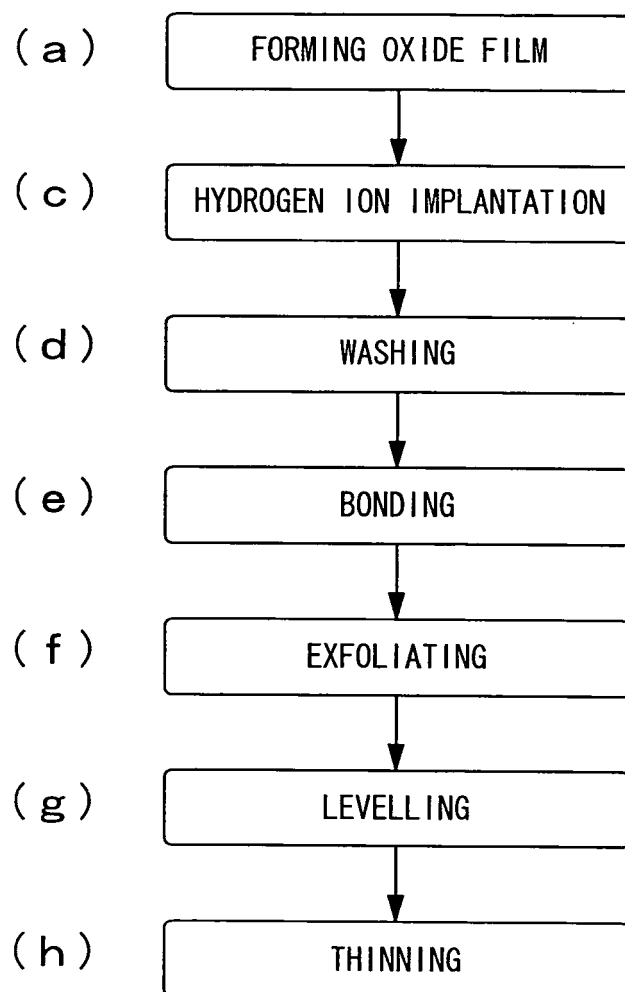 (a) FORMING OXIDE FILM
(c) HYDROGEN ION IMPLANTATION
(d) WASHING
(e) BONDING
(f) EXFOLIATING
(g) LEVELLING
(h) THINNING